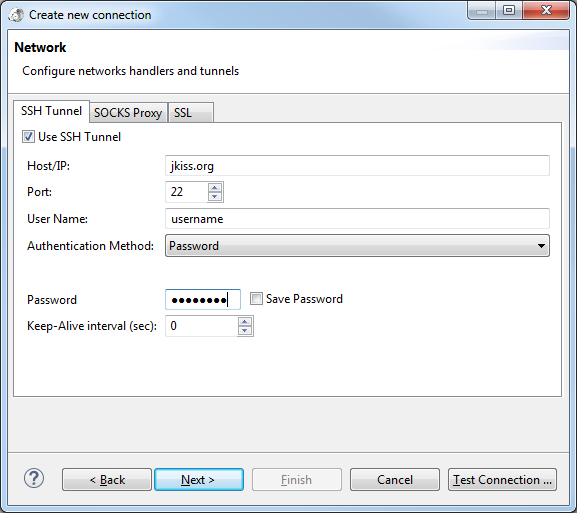 Create new connection
Network
Configure networks handlers and tunnels
SSH Tunnel SOCKS Proxy SSL
Use SSH Tunnel
Host/IP: jkiss.org
Port: 22
User Name: username
Authentication Method: Password
Password ●●●●●●●● Save Password
Keep-Alive interval (sec): 0
? < Back Next > Finish Cancel Test Connection ...